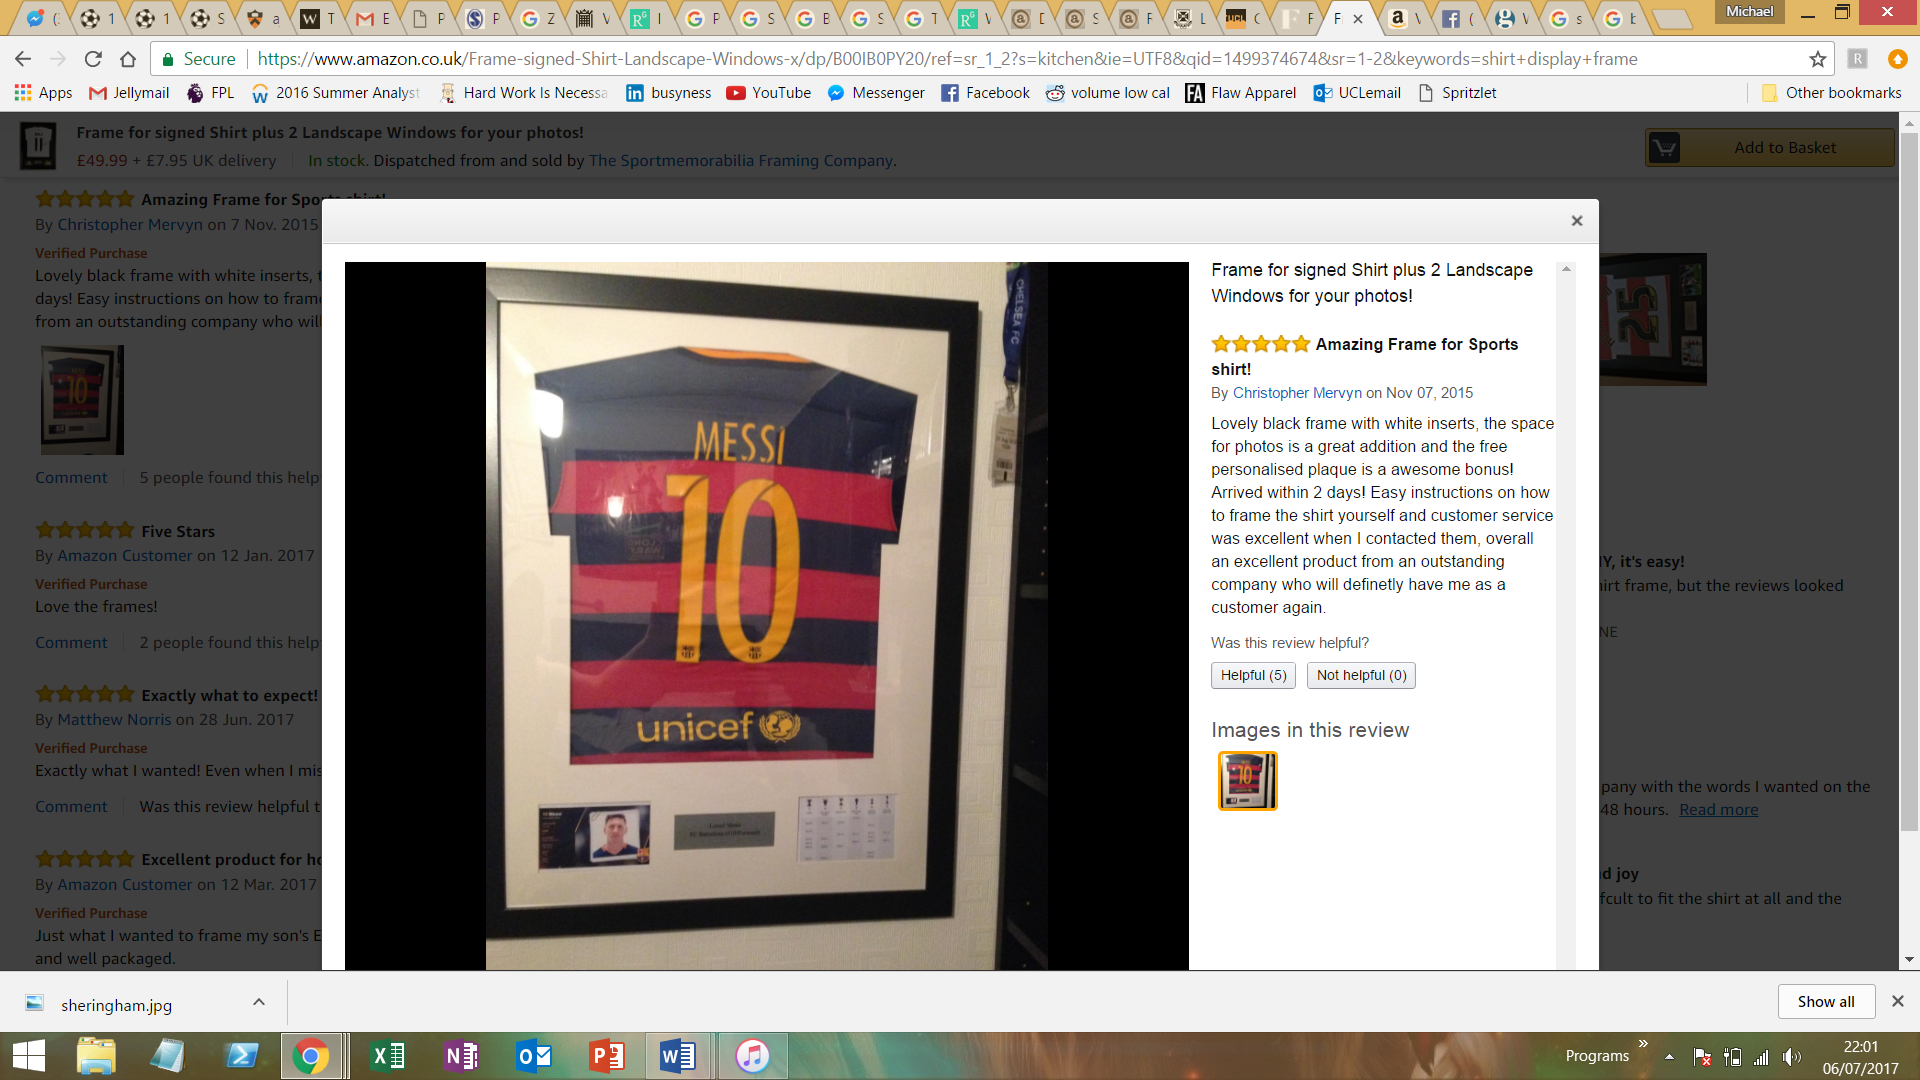 Michael
Secure
https://www.amazon.co.uk/Frame-signed-Shirt-Landscape-Windows-x/dp/B00IB0PY20/ref=sr_1_2?s=kitchen&ie=UTF8&qid=1499374674&sr=1-2&keywords=shirt+display+frame
Apps Jellymail FPL 2016 Summer Analyst Hard Work Is Necessa busyness YouTube Messenger Facebook volume low cal Flaw Apparel UCLemail Spritzlet Other bookmarks
Frame for signed Shirt plus 2 Landscape Windows for your photos!
£49.99 + £7.95 UK delivery In stock. Dispatched from and sold by The Sportmemorabilia Framing Company.
Add to Basket
Amazing Frame for Sports shirt!
By Christopher Mervyn on 7 Nov. 2015
Verified Purchase
Lovely black frame with white inserts,
days! Easy instructions on how to frame
from an outstanding company who will
Comment 5 people found this help
Five Stars
By Amazon Customer on 12 Jan. 2017
Verified Purchase
Love the frames!
Comment 2 people found this help
Exactly what to expect!
By Matthew Norris on 28 Jun. 2017
Verified Purchase
Exactly what I wanted! Even when I mis
Comment Was this review helpful t
Excellent product for ho
By Amazon Customer on 12 Mar. 2017
Verified Purchase
Just what I wanted to frame my son's E
and well packaged.
CHELSEA FC
MESSI
10
unicef
Lionel Messi
Frame for signed Shirt plus 2 Landscape
Windows for your photos!
Amazing Frame for Sports
shirt!
By Christopher Mervyn on Nov 07, 2015
Lovely black frame with white inserts, the space
for photos is a great addition and the free
personalised plaque is a awesome bonus!
Arrived within 2 days! Easy instructions on how
to frame the shirt yourself and customer service
was excellent when I contacted them, overall
an excellent product from an outstanding
company who will definetly have me as a
customer again.
Was this review helpful?
Helpful (5) Not helpful (0)
Images in this review
25
IY, it's easy!
irt frame, but the reviews looked
NE
pany with the words I wanted on the
48 hours. Read more
d joy
fcult to fit the shirt at all and the
sheringham.jpg
Show all
Programs
22:01
06/07/2017